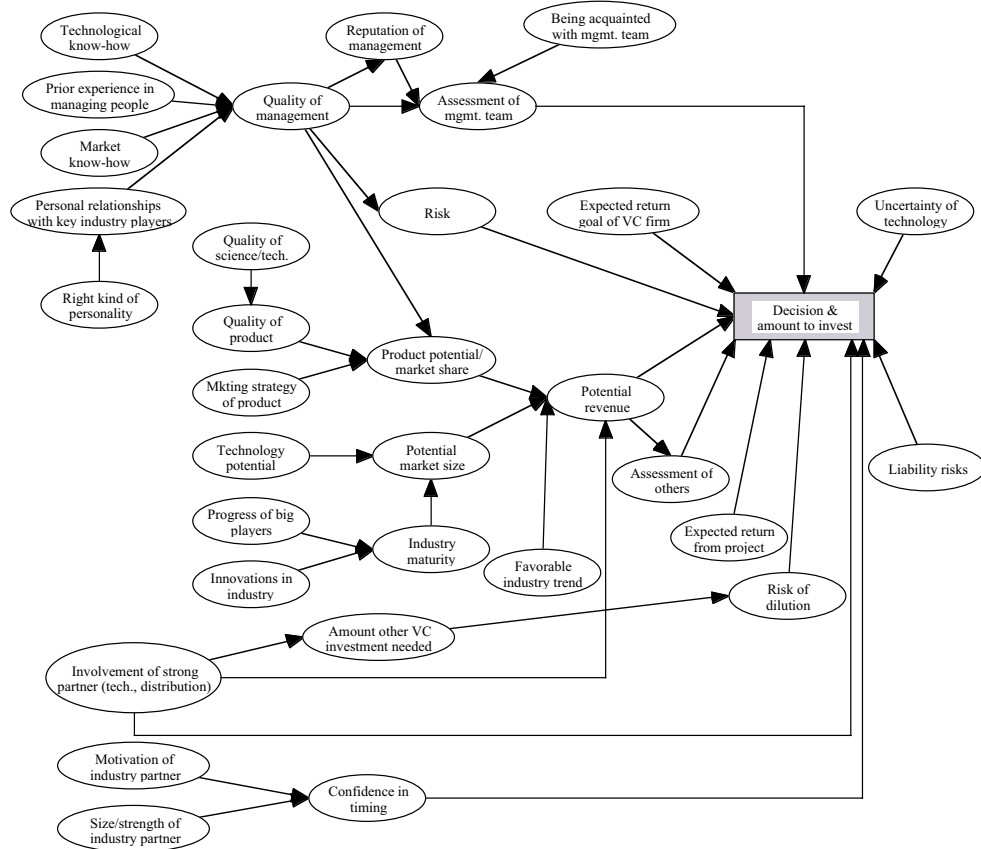 Technological
know-how
Reputation of
management
Being acquainted
with mgmt. team
Prior experience in
managing people
Quality of
management
Assessment of
mgmt. team
Market
know-how
Personal relationships
with key industry players
Risk
Expected return
goal of VC firm
Uncertainty of
technology
Quality of
science/tech.
Right kind of
personality
Quality of
product
Decision &
amount to invest
Product potential/
market share
Mkting strategy
of product
Potential
revenue
Technology
potential
Potential
market size
Assessment of
others
Liability risks
Progress of big
players
Industry
maturity
Expected return
from project
Favorable
industry trend
Innovations in
industry
Risk of
dilution
Amount other VC
investment needed
Involvement of strong
partner (tech., distribution)
Motivation of
industry partner
Confidence in
timing
Size/strength of
industry partner